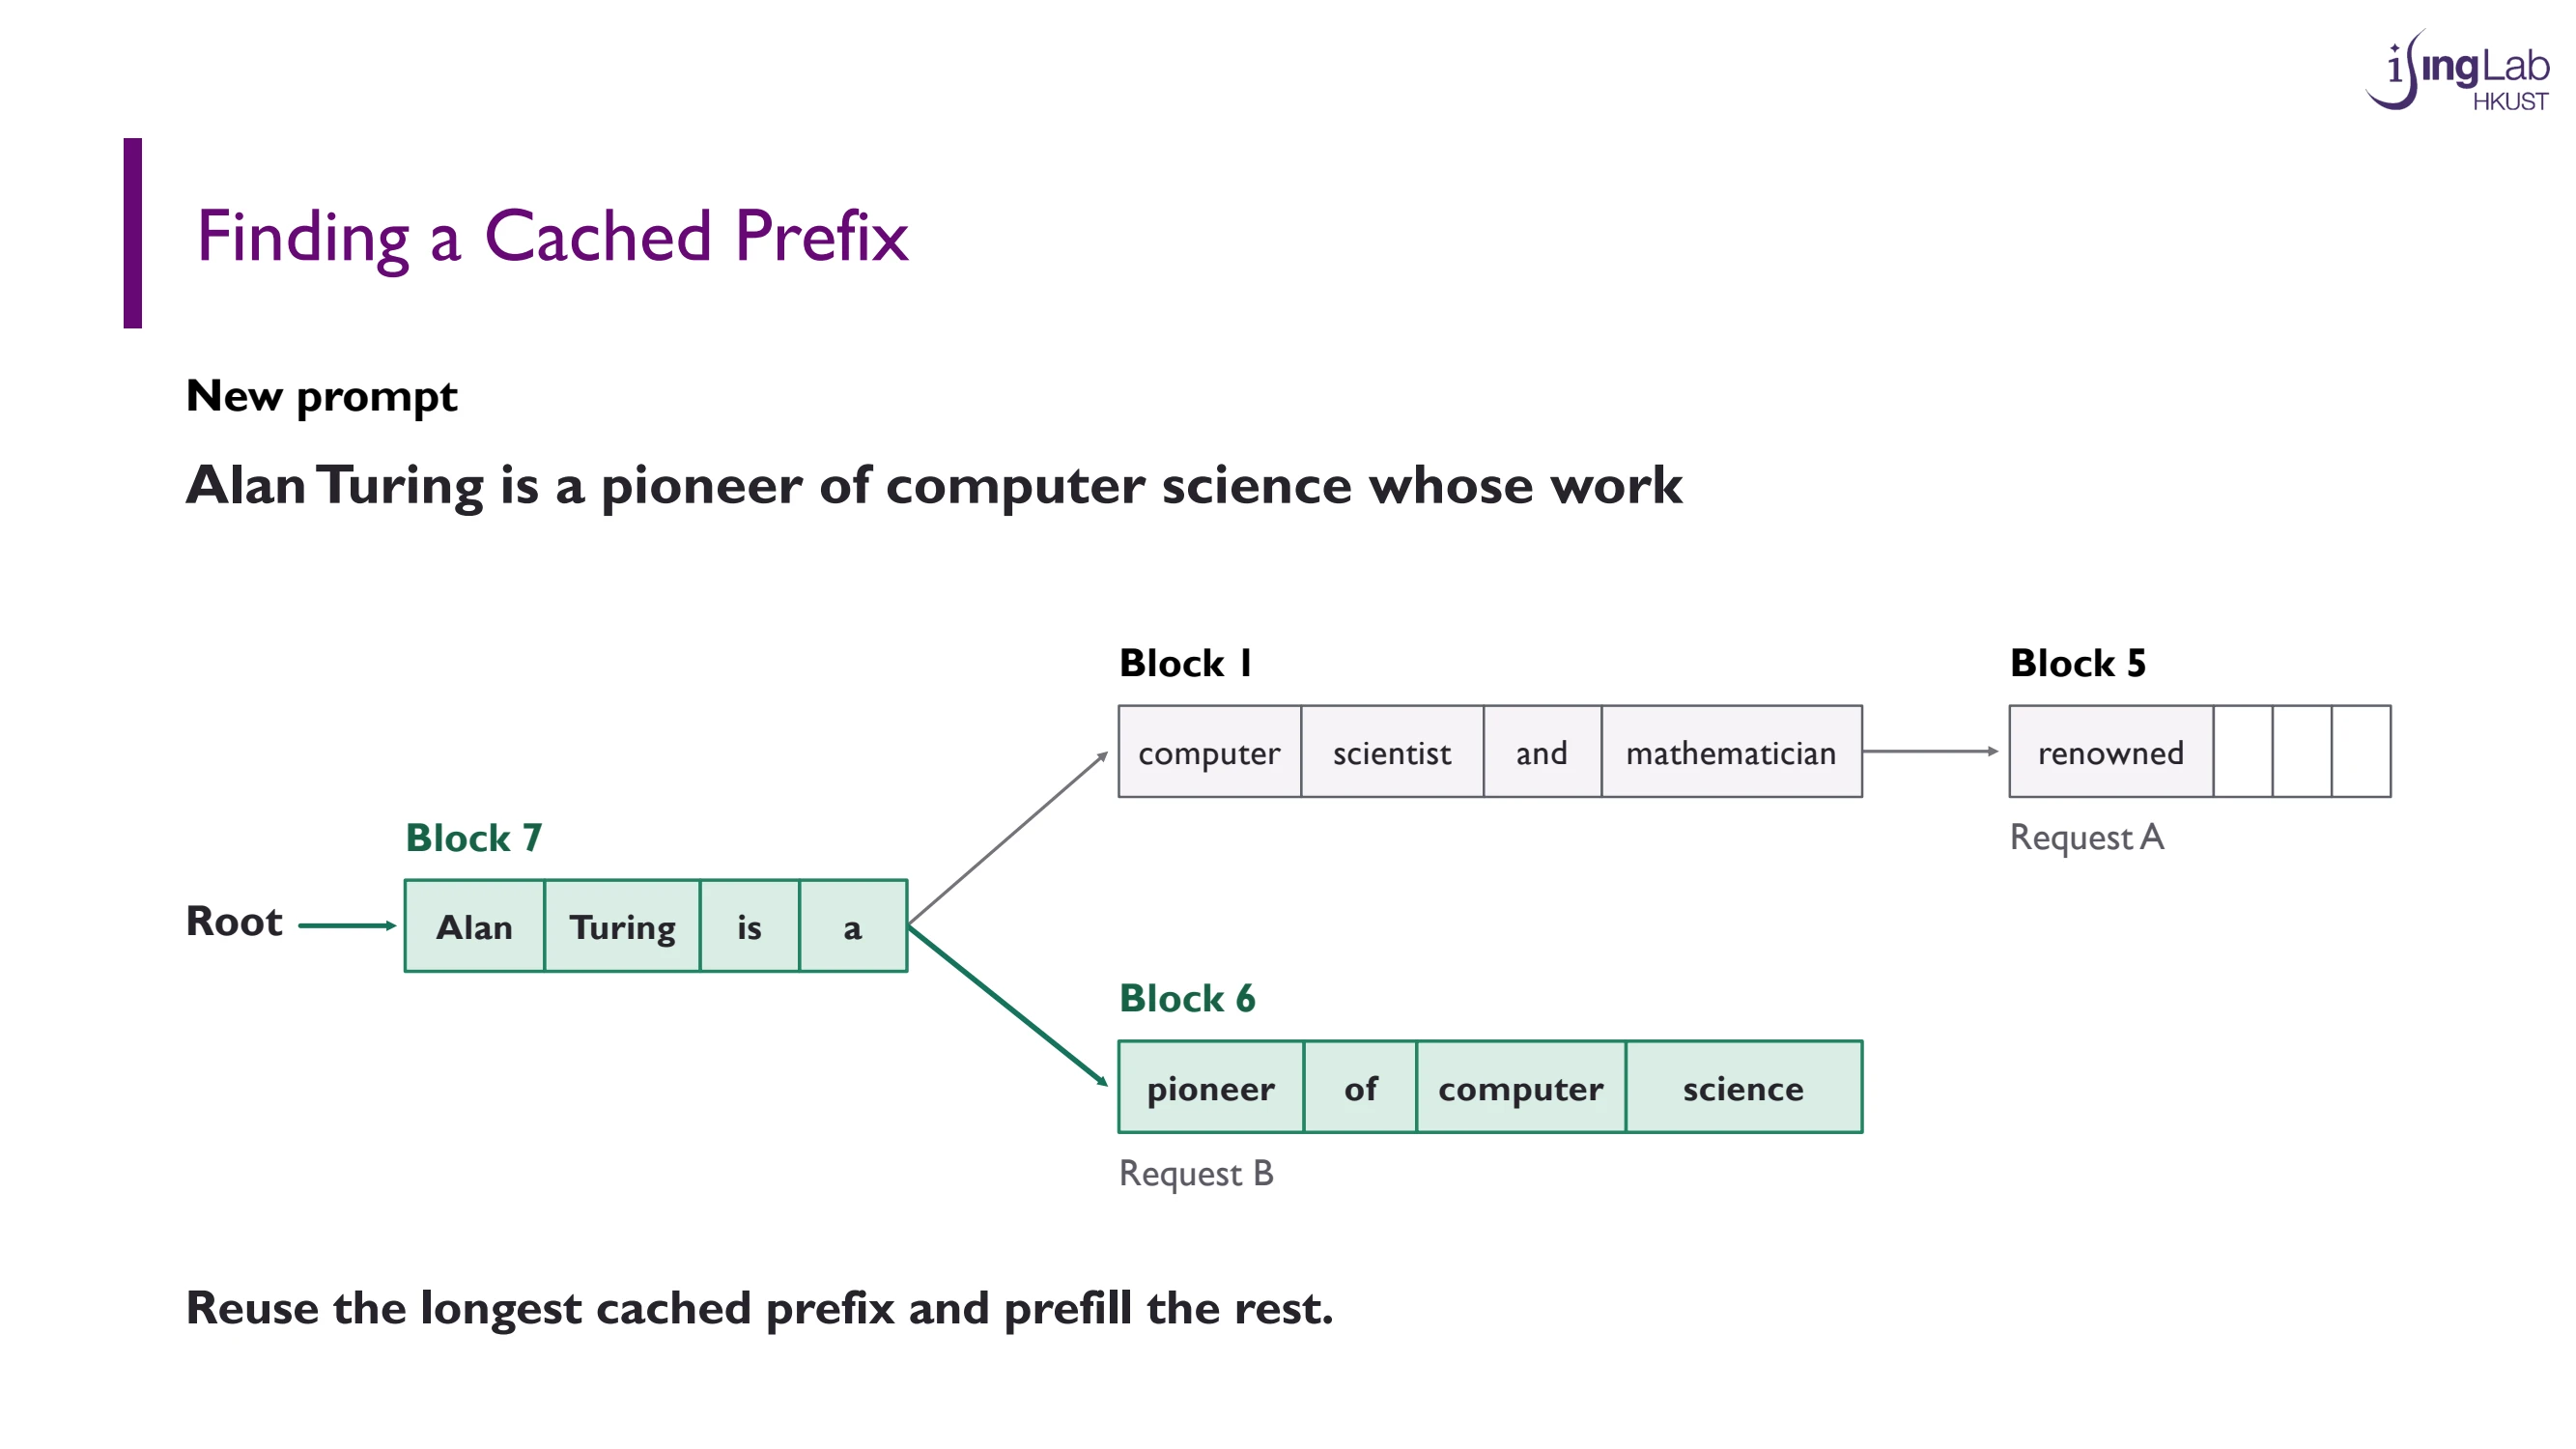 iSingLab
HKUST
Finding a Cached Prefix
New prompt
Alan Turing is a pioneer of computer science whose work
Block 1
computer scientist and mathematician
Block 5
renowned
Request A
Block 7
Root
Alan Turing is a
Block 6
pioneer of computer science
Request B
Reuse the longest cached prefix and prefill the rest.